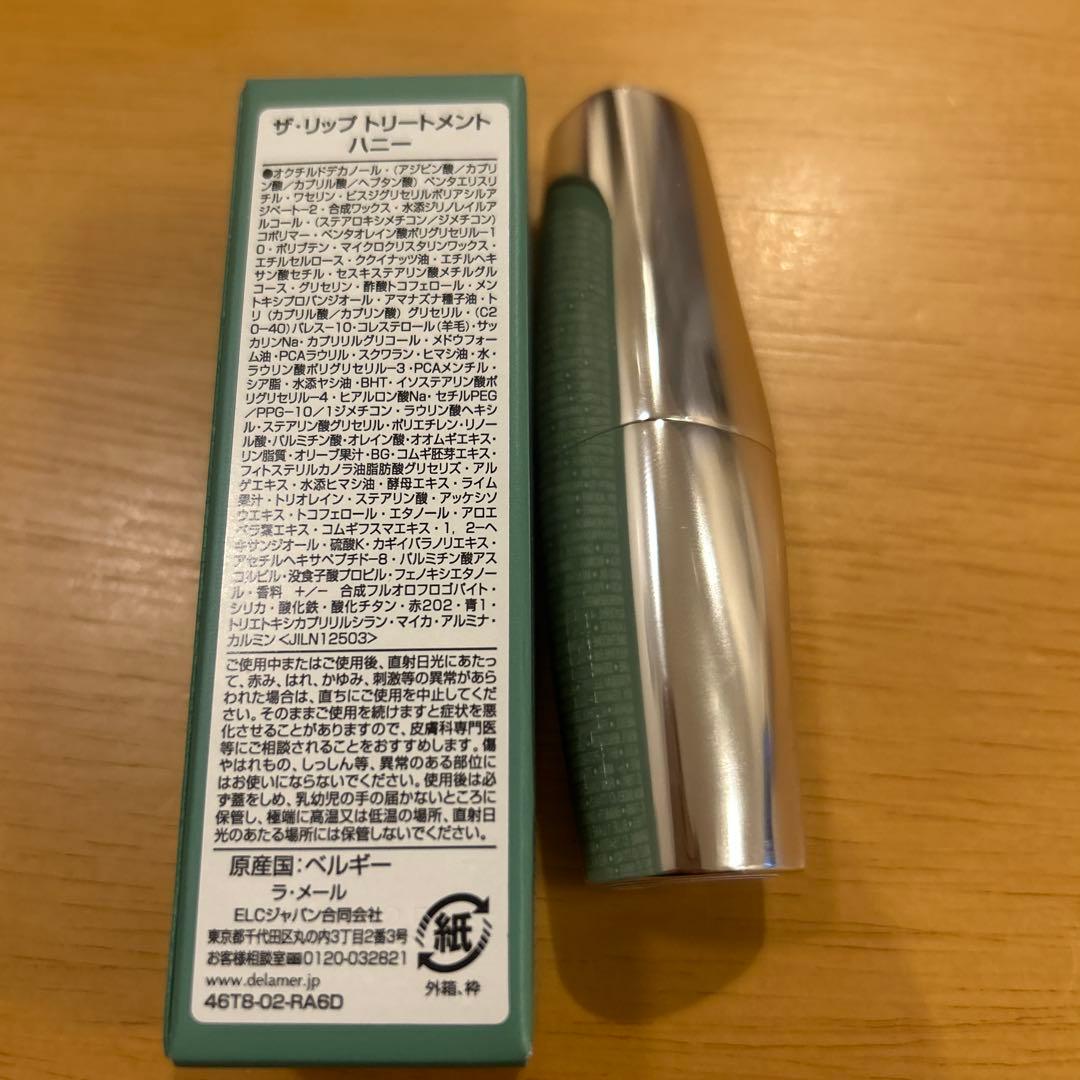 ザ・リップ トリートメント
ハニー
●オクチルドデカノール・(アジピン酸/カプリ
ン酸/カプリル酸/ヘプタン酸) ペンタエリスリ
チル・ワセリン・ビスジグリセリルポリアシルア
ジペート-2・合成ワックス・水添ジリノレイルア
ルコール・(ステアロキシメチコン/ジメチコン)
コポリマー・ペンタオレイン酸ポリグリセリル-1
0・ポリブテン・マイクロクリスタリンワックス・
エチルセルロース・ククイナッツ油・エチルヘキ
サン酸セチル・セスキステアリン酸メチルグル
コース・グリセリン・酢酸トコフェロール・メン
トキシプロパンジオール・アマナズナ種子油・ト
リ (カプリル酸/カプリン酸) グリセリル・(C2
0-40)パレス-10・コレステロール(羊毛)・サッ
カリンNa・カプリリルグリコール・メドウフォー
ム油・PCAラウリル・スクワラン・ヒマシ油・水・
ラウリン酸ポリグリセリル-3・PCAメンチル・
シア脂・水添ヤシ油・BHT・イソステアリン酸ポ
リグリセリル-4・ヒアルロン酸Na・セチルPEG
/PPG-10/1ジメチコン・ラウリン酸ヘキシ
ル・ステアリン酸グリセリル・ポリエチレン・リノー
ル酸・パルミチン酸・オレイン酸・オオムギエキス・
リン脂質・オリーブ果汁・BG・コムギ胚芽エキス・
フィトステリルカノラ油脂肪酸グリセリズ・アル
ゲエキス・水添ヒマシ油・酵母エキス・ライム
果汁・トリオレイン・ステアリン酸・アッケシソ
ウエキス・トコフェロール・エタノール・アロエ
ベラ葉エキス・コムギフスマエキス・1, 2-ヘ
キサンジオール・硫酸K・カギイバラノリエキス・
アセチルヘキサペプチド-8・パルミチン酸アス
コルビル・没食子酸プロピル・フェノキシエタノー
ル・香料 +/- 合成フルオロフロゴパイト・
シリカ・酸化鉄・酸化チタン・赤202・青1・
トリエトキシカプリリルシラン・マイカ・アルミナ・
カルミン<JILN12503>
ご使用中またはご使用後、直射日光にあたっ
て、赤み、はれ、かゆみ、刺激等の異常があら
われた場合は、直ちにご使用を中止してくだ
さい。そのままご使用を続けますと症状を悪
化させることがありますので、皮膚科専門医
等にご相談されることをおすすめします。傷
やはれもの、しっしん等、異常のある部位に
はお使いにならないでください。使用後は必
ず蓋をしめ、乳幼児の手の届かないところに
保管し、極端に高温又は低温の場所、直射日
光のあたる場所には保管しないでください。
原産国:ベルギー
ラ・メール
ELCジャパン合同会社
東京都千代田区丸の内3丁目2番3号
お客様相談室 0120-032821
www.delamer.jp
46T8-02-RA6D
紙
外箱、枠